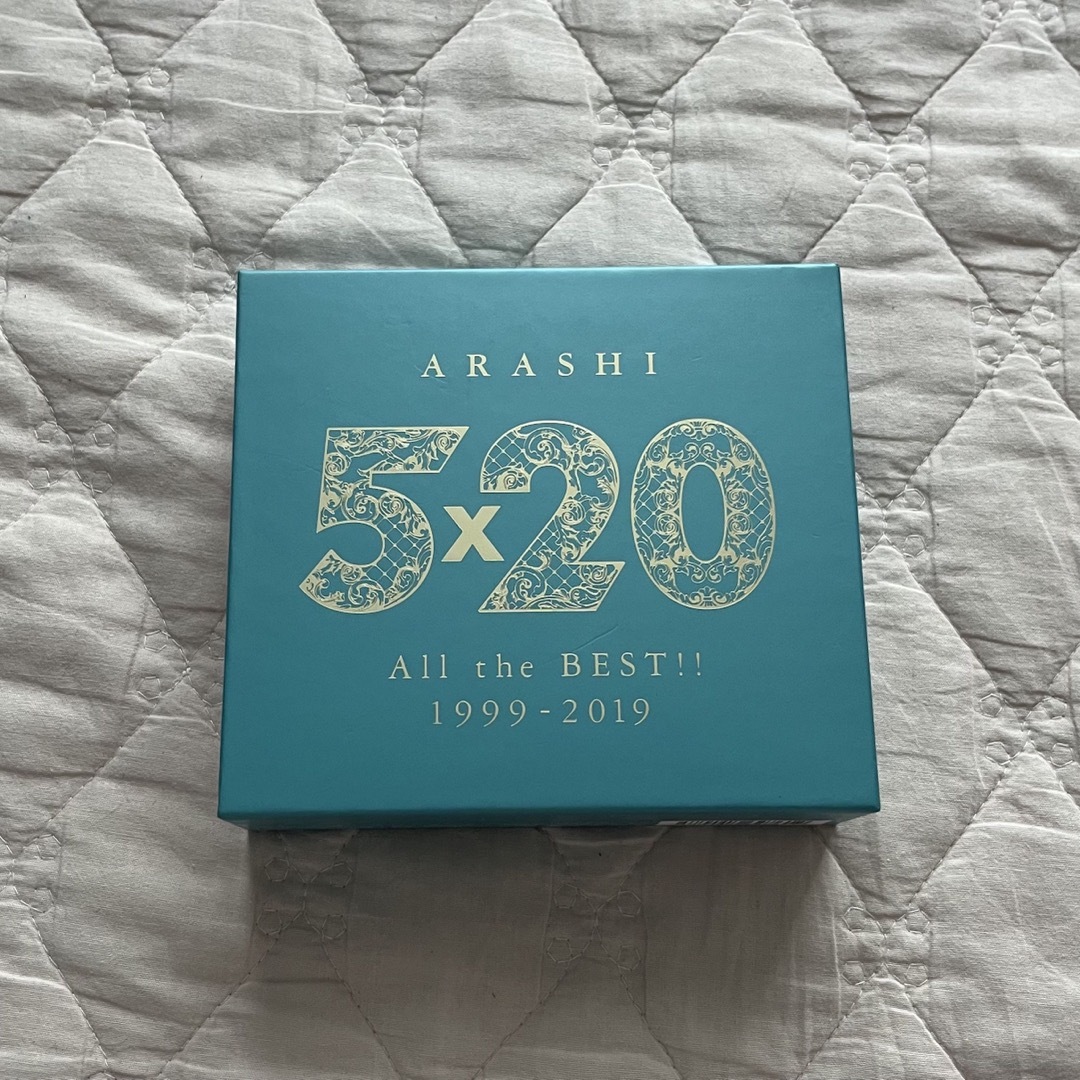 ARASHI
5x20
All the BEST!!
1999-2019